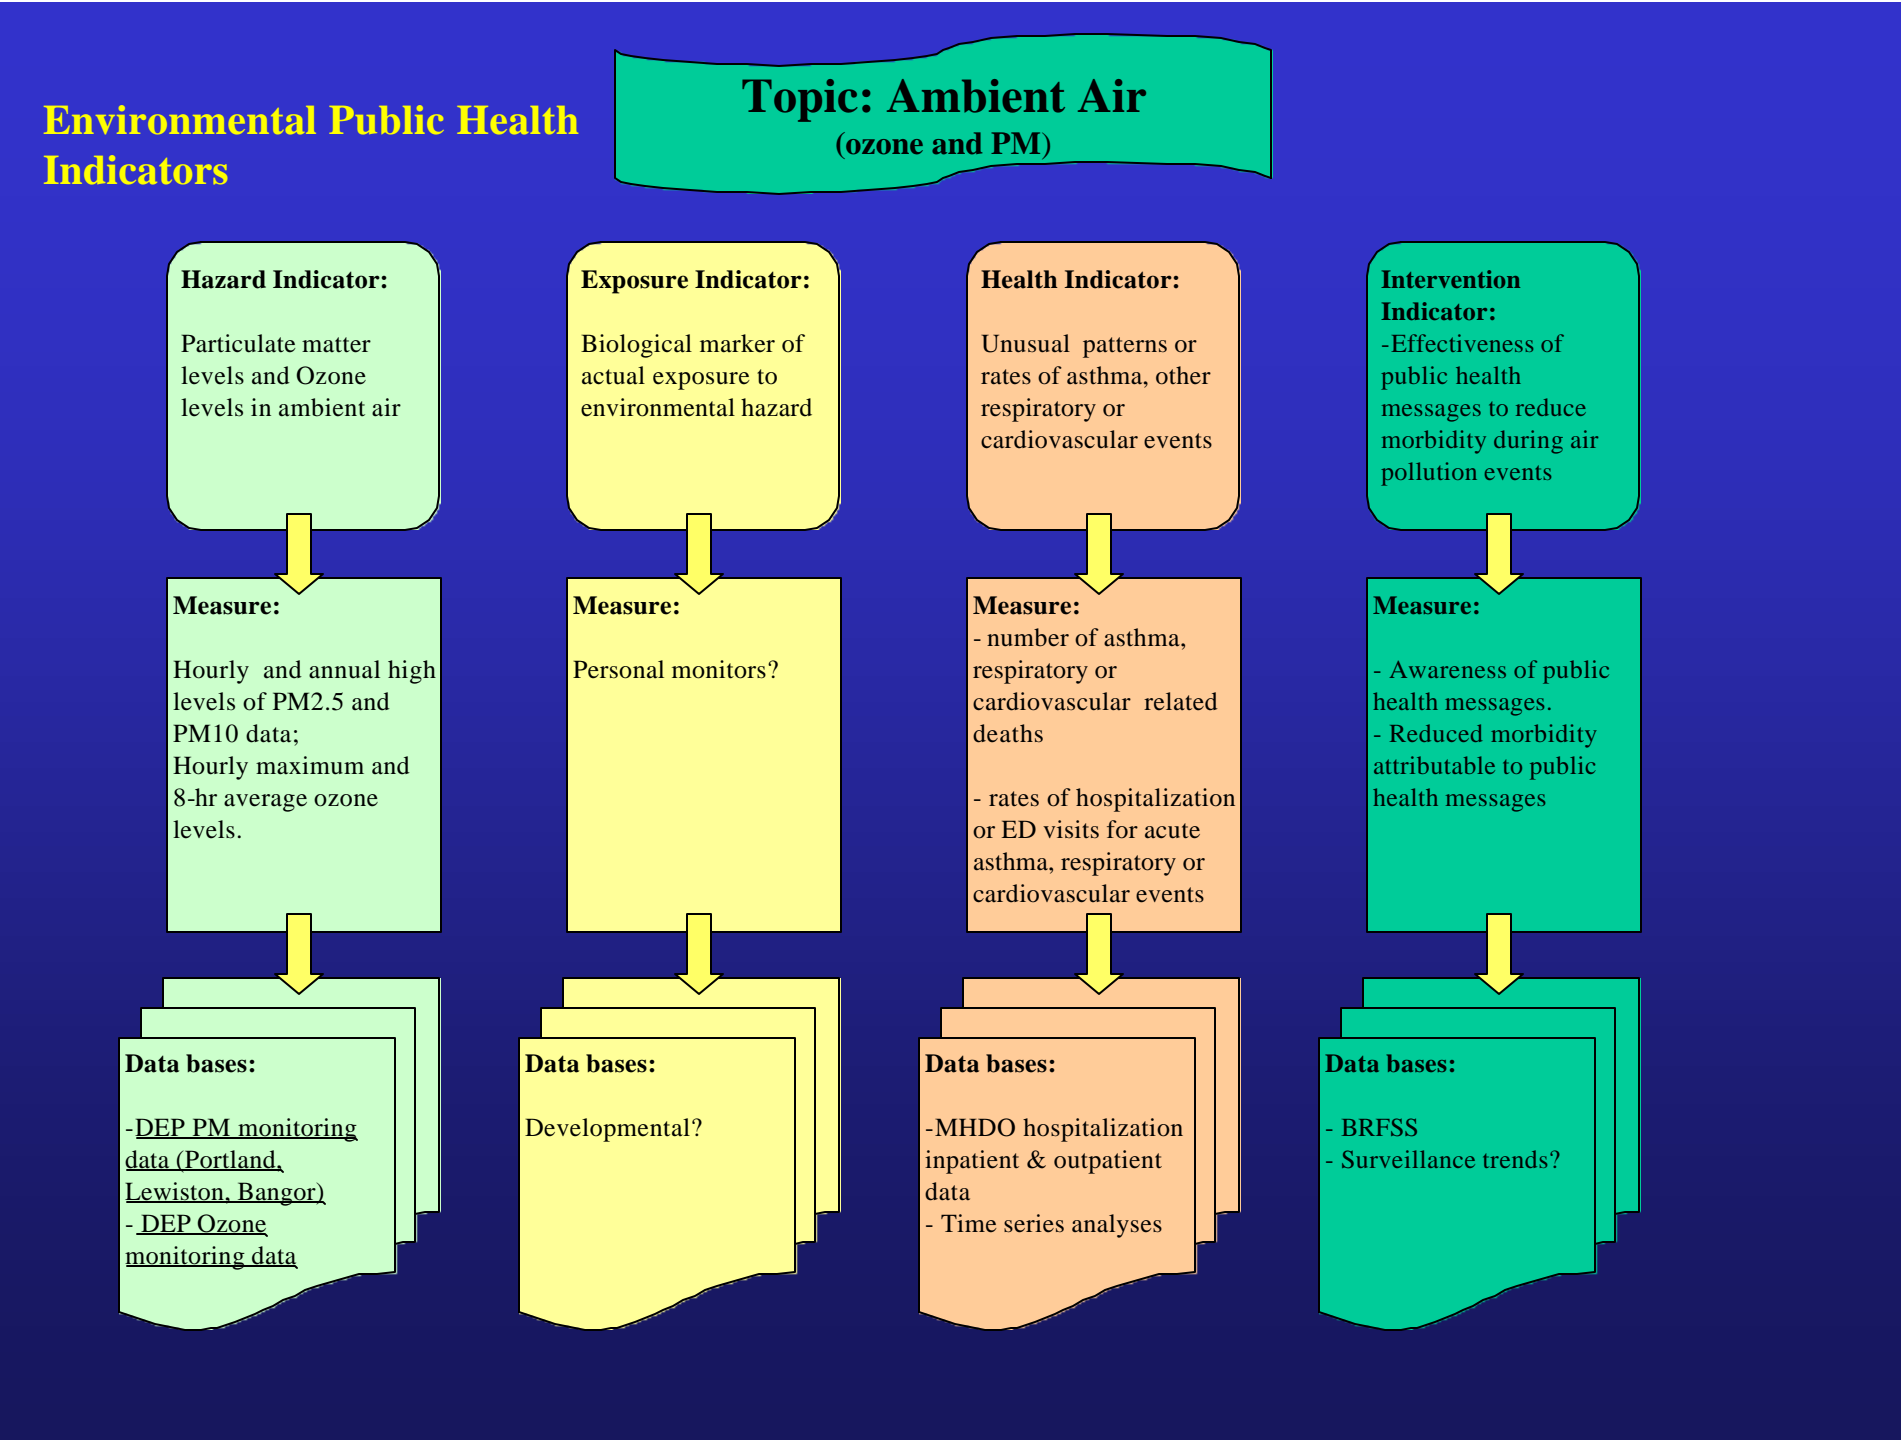 Environmental Public Health
Indicators
Topic: Ambient Air
(ozone and PM)
Hazard Indicator:
Particulate matter
levels and Ozone
levels in ambient air
Measure:
Hourly and annual high
levels of PM2.5 and
PM10 data;
Hourly maximum and
8-hr average ozone
levels.
Data bases:
-DEP PM monitoring
data (Portland,
Lewiston, Bangor)
- DEP Ozone
monitoring data
Exposure Indicator:
Biological marker of
actual exposure to
environmental hazard
Measure:
Personal monitors?
Data bases:
Developmental?
Health Indicator:
Unusual patterns or
rates of asthma, other
respiratory or
cardiovascular events
Measure:
- number of asthma,
respiratory or
cardiovascular related
deaths
- rates of hospitalization
or ED visits for acute
asthma, respiratory or
cardiovascular events
Data bases:
-MHDO hospitalization
inpatient & outpatient
data
- Time series analyses
Intervention
Indicator:
-Effectiveness of
public health
messages to reduce
morbidity during air
pollution events
Measure:
- Awareness of public
health messages.
- Reduced morbidity
attributable to public
health messages
Data bases:
- BRFSS
- Surveillance trends?